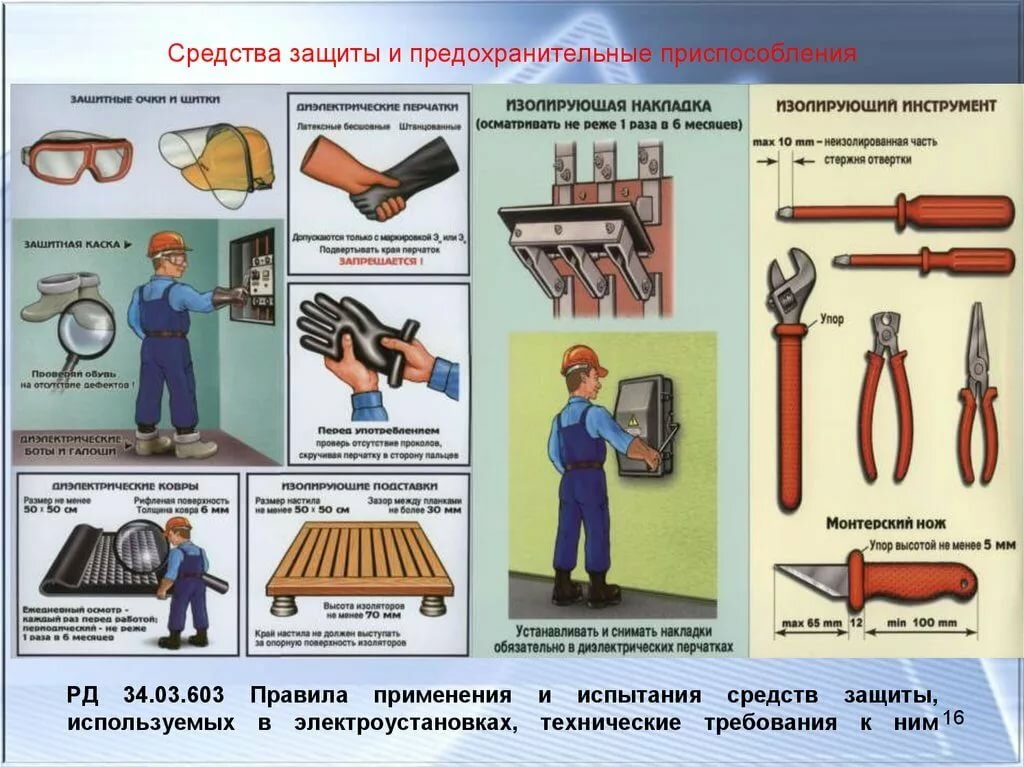 Средства защиты и предохранительные приспособления
ЗАЩИТНЫЕ ОЧКИ И ЩИТКИ
ЗАЩИТНАЯ КАСКА
Проверяй обувь
на отсутствие дефектов !
ДИЭЛЕКТРИЧЕСКИЕ
БОТЫ И ГАЛОШИ
ДИЭЛЕКТРИЧЕСКИЕ ПЕРЧАТКИ
Латексные бесшовные Штанцованные
Допускаются только с маркировкой Эн или Эв
Подвертывать края перчаток
ЗАПРЕЩАЕТСЯ !
Перед употреблением
проверь отсутствие проколов,
скручивая перчатку в сторону пальцев
ДИЭЛЕКТРИЧЕСКИЕ КОВРЫ
Размер не менее
50 x 50 см
Рифленая поверхность
Толщина ковра 6 мм
Ежедневный осмотр -
каждый раз перед работой;
периодический - не реже
1 раза в 6 месяцев
ИЗОЛИРУЮЩИЕ ПОДСТАВКИ
Размер настила
не менее 50 x 50 см
Зазор между планками
не более 30 мм
Высота изоляторов
не менее 70 мм
Край настила не должен выступать
за опорную поверхность изоляторов
ИЗОЛИРУЮЩАЯ НАКЛАДКА
(осматривать не реже 1 раза в 6 месяцев)
Устанавливать и снимать накладки
обязательно в диэлектрических перчатках
ИЗОЛИРУЮЩИЙ ИНСТРУМЕНТ
max 10 mm – неизолированная часть
стержня отвертки
Упор
Монтерский нож
Упор высотой не менее 5 мм
max 65 mm 12 min 100 mm
РД 34.03.603 Правила применения и испытания средств защиты,
используемых в электроустановках, технические требования к ним
16